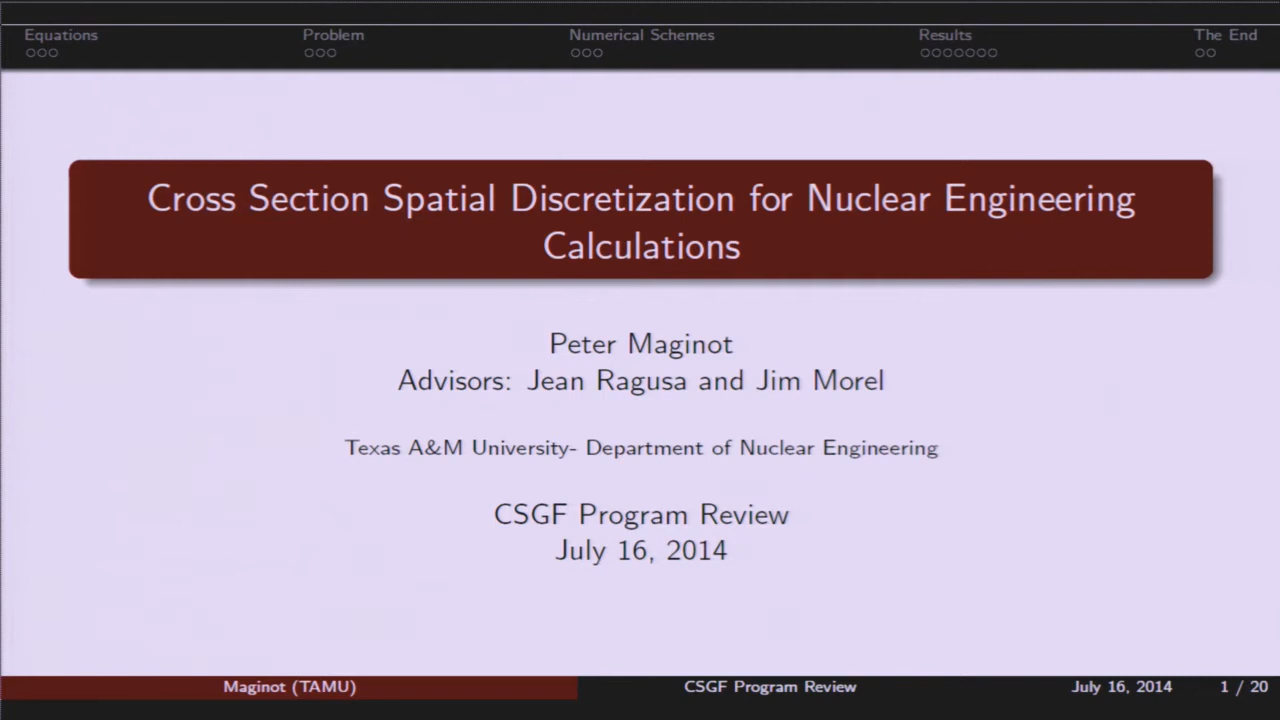 Equations Problem Numerical Schemes Results The End
Cross Section Spatial Discretization for Nuclear Engineering
Calculations
Peter Maginot
Advisors: Jean Ragusa and Jim Morel
Texas A&M University- Department of Nuclear Engineering
CSGF Program Review
July 16, 2014
Maginot (TAMU) CSGF Program Review July 16, 2014 1 / 20